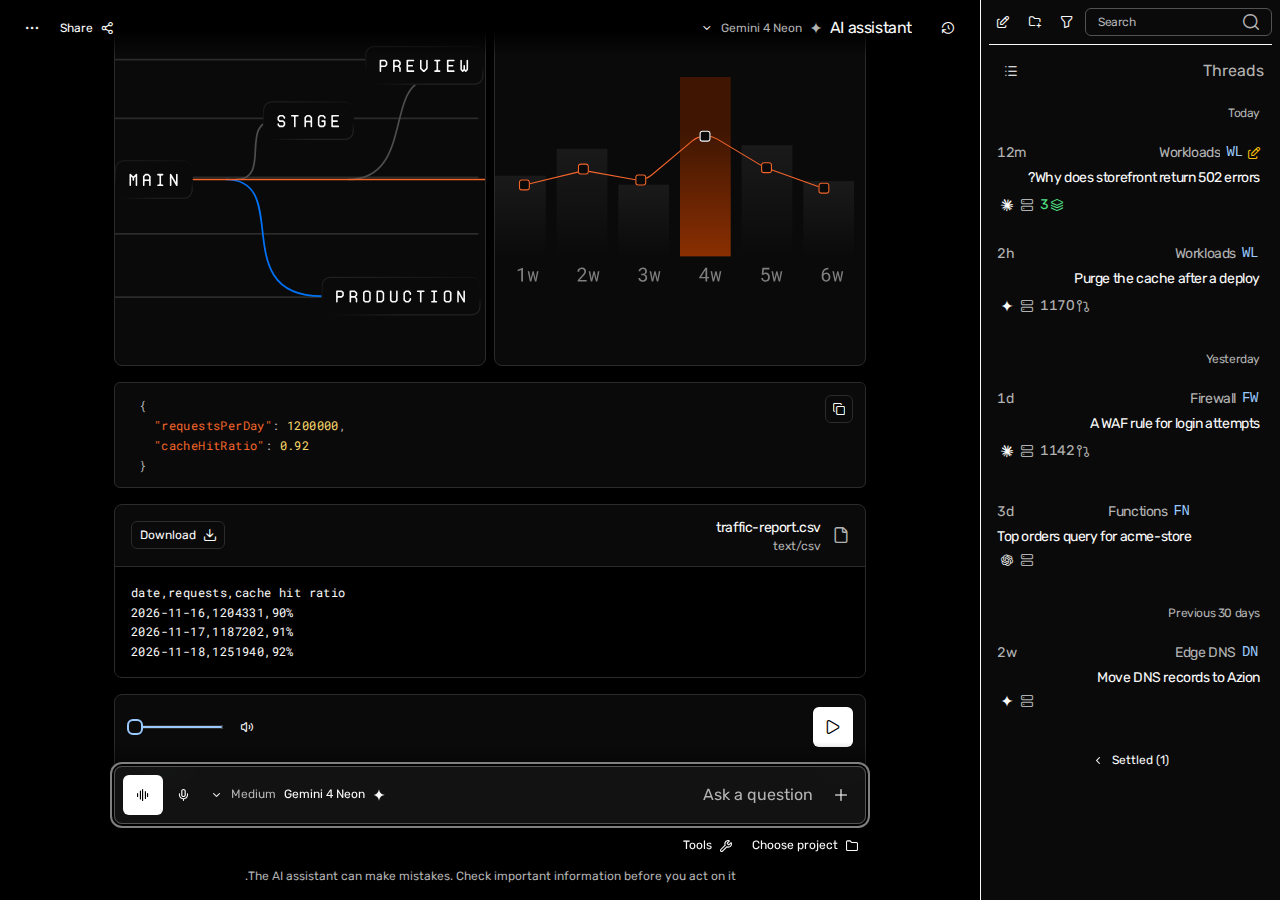 Share
Gemini 4 Neon
AI assistant
PREVIEW
STAGE
MAIN
PRODUCTION
1w 2w 3w 4w 5w 6w
{
"requestsPerDay": 1200000,
"cacheHitRatio": 0.92
}
Download
traffic-report.csv
text/csv
date,requests,cache hit ratio
2026-11-16,1204331,90%
2026-11-17,1187202,91%
2026-11-18,1251940,92%
Medium Gemini 4 Neon
Ask a question
Tools
Choose project
.The AI assistant can make mistakes. Check important information before you act on it
Search
Threads
Today
12m Workloads WL
?Why does storefront return 502 errors
3
2h Workloads WL
Purge the cache after a deploy
1170
Yesterday
1d Firewall FW
A WAF rule for login attempts
1142
3d Functions FN
Top orders query for acme-store
Previous 30 days
2w Edge DNS DN
Move DNS records to Azion
Settled (1)